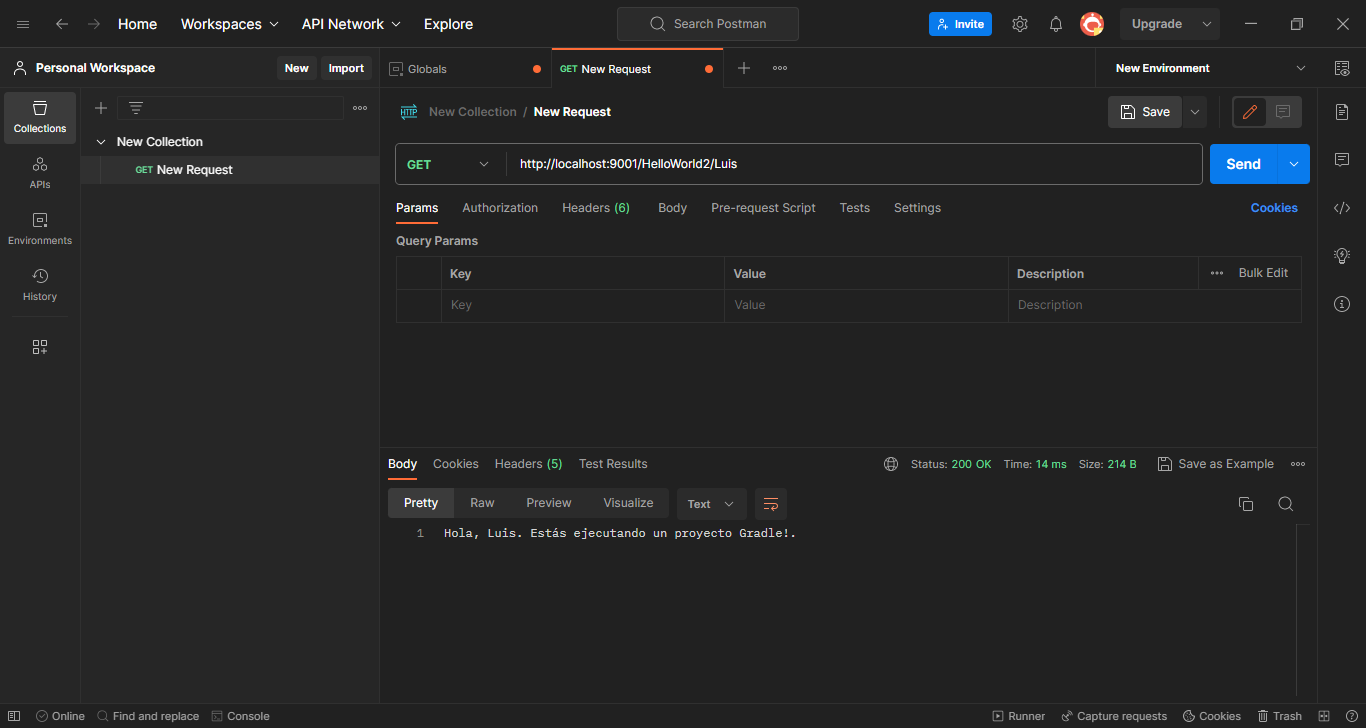 Home Workspaces API Network Explore Search Postman Invite Upgrade
Personal Workspace New Import Globals GET New Request New Environment
Collections
APIs
Environments
History
New Collection
GET New Request
HTTP New Collection / New Request Save
GET http://localhost:9001/HelloWorld2/Luis Send
Params Authorization Headers (6) Body Pre-request Script Tests Settings Cookies
Query Params
Key Value Description Bulk Edit
Key Value Description
Body Cookies Headers (5) Test Results Status: 200 OK Time: 14 ms Size: 214 B Save as Example
Pretty Raw Preview Visualize Text
1 Hola, Luis. Estás ejecutando un proyecto Gradle!.
Online Find and replace Console Runner Capture requests Cookies Trash